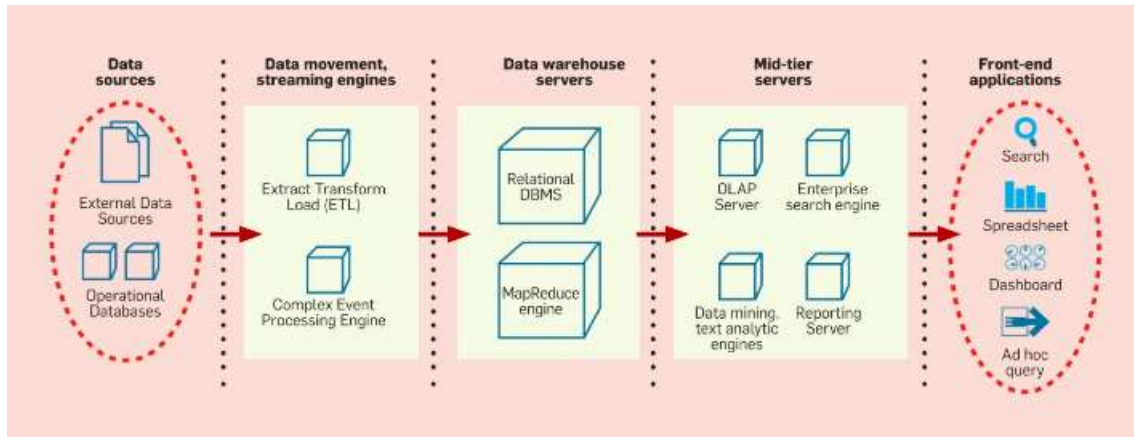 Data
sources
External Data
Sources
Operational
Databases
Data movement,
streaming engines
Extract Transform
Load (ETL)
Complex Event
Processing Engine
Data warehouse
servers
Relational
DBMS
MapReduce
engine
Mid-tier
servers
OLAP
Server
Enterprise
search engine
Data mining,
text analytic
engines
Reporting
Server
Front-end
applications
Search
Spreadsheet
Dashboard
Ad hoc
query